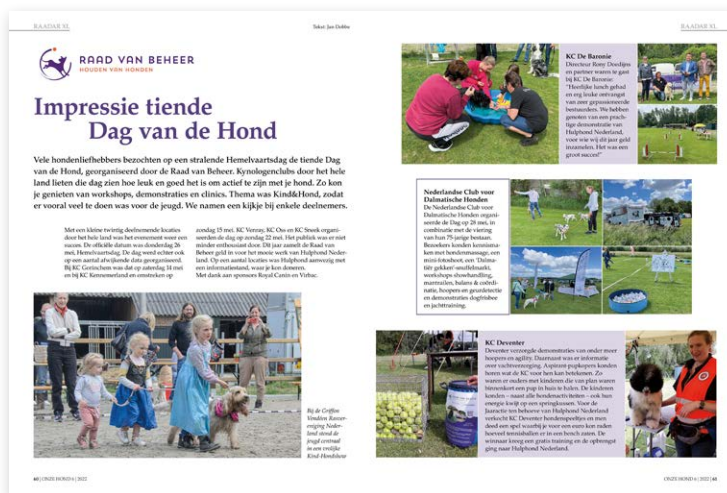 RAADAR XL
Tekst: Jan Dobbe
RAADAR XL
RAAD VAN BEHEER
HOUDEN VAN HONDEN
Impressie tiende
Dag van de Hond
Vele hondenliefhebbers bezochten op een stralende Hemelvaartsdag de tiende Dag
van de Hond, georganiseerd door de Raad van Beheer. Kynologenclubs door het hele
land lieten die dag zien hoe leuk en goed het is om actief te zijn met je hond. Zo kon
je genieten van workshops, demonstraties en clinics. Thema was Kind&Hond, zodat
er vooral veel te doen was voor de jeugd. We namen een kijkje bij enkele deelnemers.
Met een kleine twintig deelnemende locaties
door het hele land was het evenement weer een
succes. De officiële datum was donderdag 26
mei, Hemelvaartsdag. De dag werd echter ook
op een aantal afwijkende data georganiseerd.
Bij KC Gorinchem was dat op zaterdag 14 mei
en bij KC Kennemerland en omstreken op
zondag 15 mei. KC Venray, KC Oss en KC Sneek organi-
seerden de dag op zondag 22 mei. Het publiek was er niet
minder enthousiast door. Dit jaar zamelt de Raad van
Beheer geld in voor het mooie werk van Hulphond Neder-
land. Op een aantal locaties was Hulphond aanwezig met
een informatiestand, waar je kon doneren.
Met dank aan sponsors Royal Canin en Virbac.
Bij de Griffon
Vendéen Rasver-
eniging Neder-
land stond de
jeugd centraal
in een vrolijke
Kind-Hondshow
60 | ONZE HOND 6 | 2022
KC De Baronie
Directeur Rony Doedijns
en partner waren te gast
bij KC De Baronie:
"Heerlijke lunch gehad
en erg leuke ontvangst
van zeer gepassioneerde
bestuurders. We hebben
genoten van een prach-
tige demonstratie van
Hulphond Nederland,
voor wie wij dit jaar geld
inzamelen. Het was een
groot succes!"
Nederlandse Club voor
Dalmatische Honden
De Nederlandse Club voor
Dalmatische Honden organi-
seerde de Dag op 28 mei, in
combinatie met de viering
van hun 75-jarige bestaan.
Bezoekers konden kennisma-
ken met hondenmassage, een
mini-fotoshoot, een 'Dalma-
tiër gekken'-snuffelmarkt,
workshops showhandling,
mantrailen, balans & coördi-
natie, hoopers en geurdetectie
en demonstraties dogfrisbee
en jachttraining.
KC Deventer
Deventer verzorgde demonstraties van onder meer
hoopers en agility. Daarnaast was er informatie
over vachtverzorging. Aspirant-pupkopers konden
horen wat de KC voor hen kan betekenen. Zo
waren er ouders met kinderen die van plan waren
binnenkort een pup in huis te halen. De kinderen
konden – naast alle hondenactiviteiten – ook hun
energie kwijt op een springkussen. Voor de
Jaaractie ten behoeve van Hulphond Nederland
verkocht KC Deventer hondenspeeltjes en men
deed een spel waarbij je voor een euro kon raden
hoeveel tennisballen er in een bench zaten. De
winnaar kreeg een gratis training en de opbrengst
ging naar Hulphond Nederland.
ONZE HOND 6 | 2022 | 61